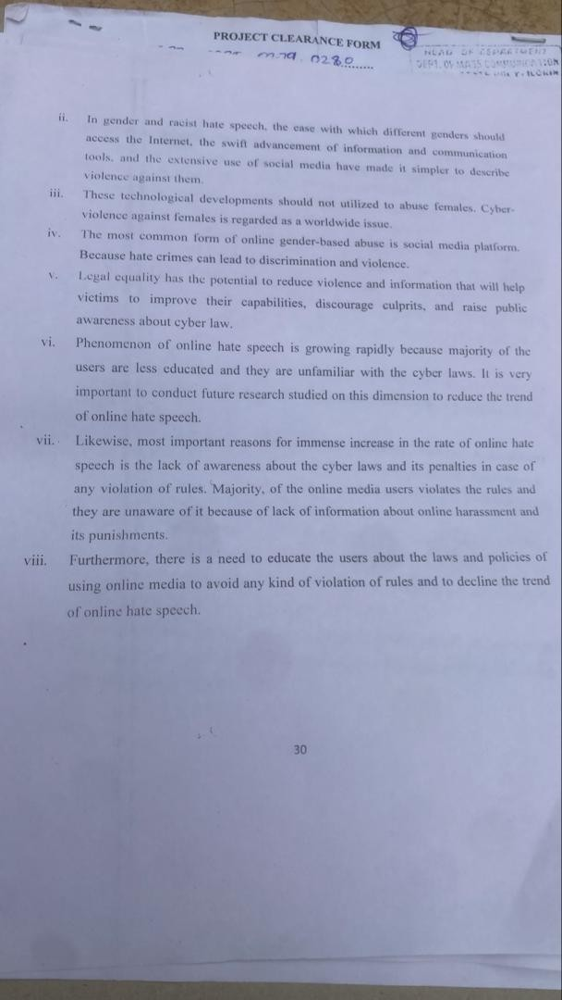 PROJECT CLEARANCE FORM
0280
HEAD OF DEPARTMENT
DEPT. OF MASS COMMUNICATION
ii. In gender and racist hate speech, the ease with which different genders should
access the Internet, the swift advancement of information and communication
tools, and the extensive use of social media have made it simpler to describe
violence against them.
iii. These technological developments should not utilized to abuse females. Cyber-
violence against females is regarded as a worldwide issue.
iv. The most common form of online gender-based abuse is social media platform.
Because hate crimes can lead to discrimination and violence.
v. Legal equality has the potential to reduce violence and information that will help
victims to improve their capabilities, discourage culprits, and raise public
awareness about cyber law.
vi. Phenomenon of online hate speech is growing rapidly because majority of the
users are less educated and they are unfamiliar with the cyber laws. It is very
important to conduct future research studied on this dimension to reduce the trend
of online hate speech.
vii. Likewise, most important reasons for immense increase in the rate of online hate
speech is the lack of awareness about the cyber laws and its penalties in case of
any violation of rules. Majority, of the online media users violates the rules and
they are unaware of it because of lack of information about online harassment and
its punishments.
viii. Furthermore, there is a need to educate the users about the laws and policies of
using online media to avoid any kind of violation of rules and to decline the trend
of online hate speech.
30